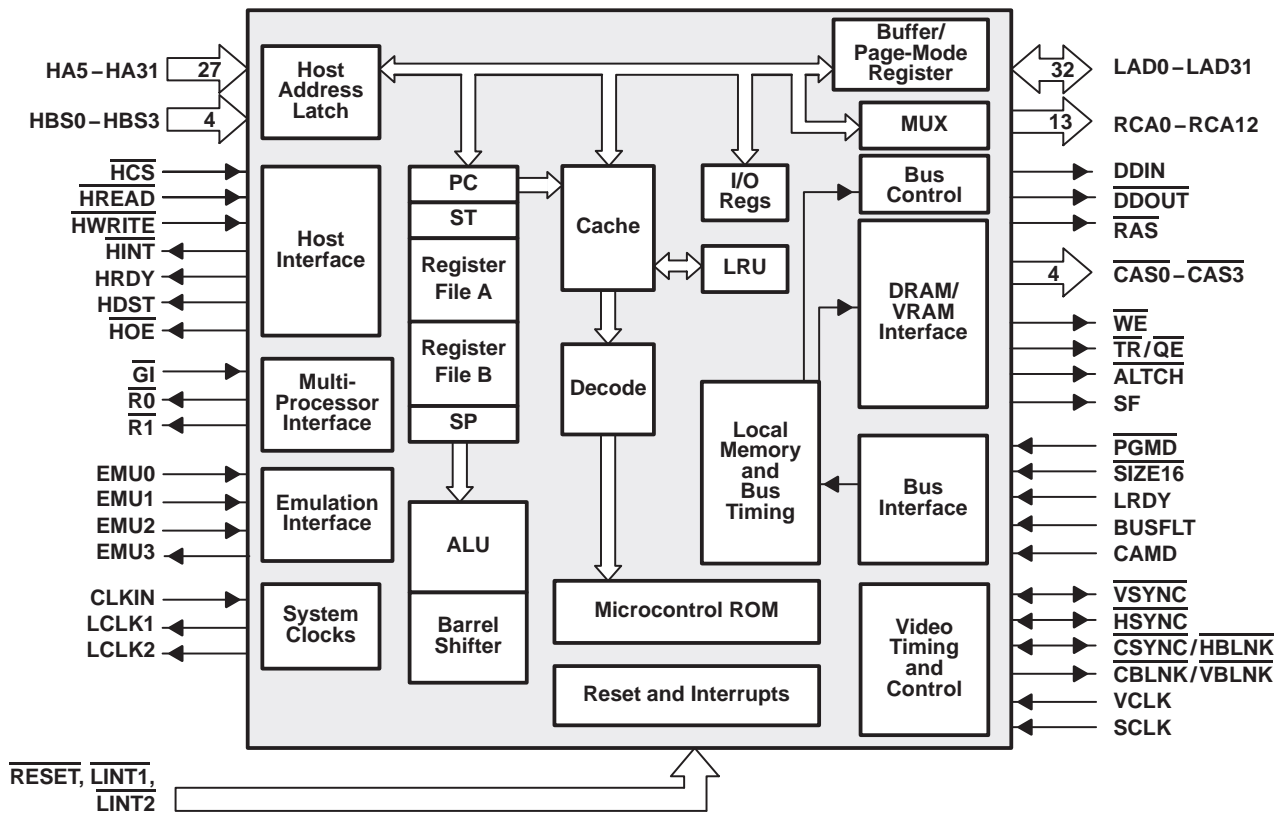 HA5–HA31
27
HBS0–HBS3
4
HCS
HREAD
HWRITE
HINT
HRDY
HDST
HOE
GI
R0
R1
EMU0
EMU1
EMU2
EMU3
CLKIN
LCLK1
LCLK2
RESET, LINT1,
LINT2
Host
Address
Latch
Host
Interface
Multi-
Processor
Interface
Emulation
Interface
System
Clocks
PC
ST
Register
File A
Register
File B
SP
ALU
Barrel
Shifter
Cache
LRU
I/O
Regs
Decode
Microcontrol ROM
Reset and Interrupts
Local
Memory
and
Bus
Timing
Buffer/
Page-Mode
Register
MUX
Bus
Control
DRAM/
VRAM
Interface
Bus
Interface
Video
Timing
and
Control
32
LAD0–LAD31
13
RCA0–RCA12
DDIN
DDOUT
RAS
4
CAS0–CAS3
WE
TR/QE
ALTCH
SF
PGMD
SIZE16
LRDY
BUSFLT
CAMD
VSYNC
HSYNC
CSYNC/HBLNK
CBLNK/VBLNK
VCLK
SCLK